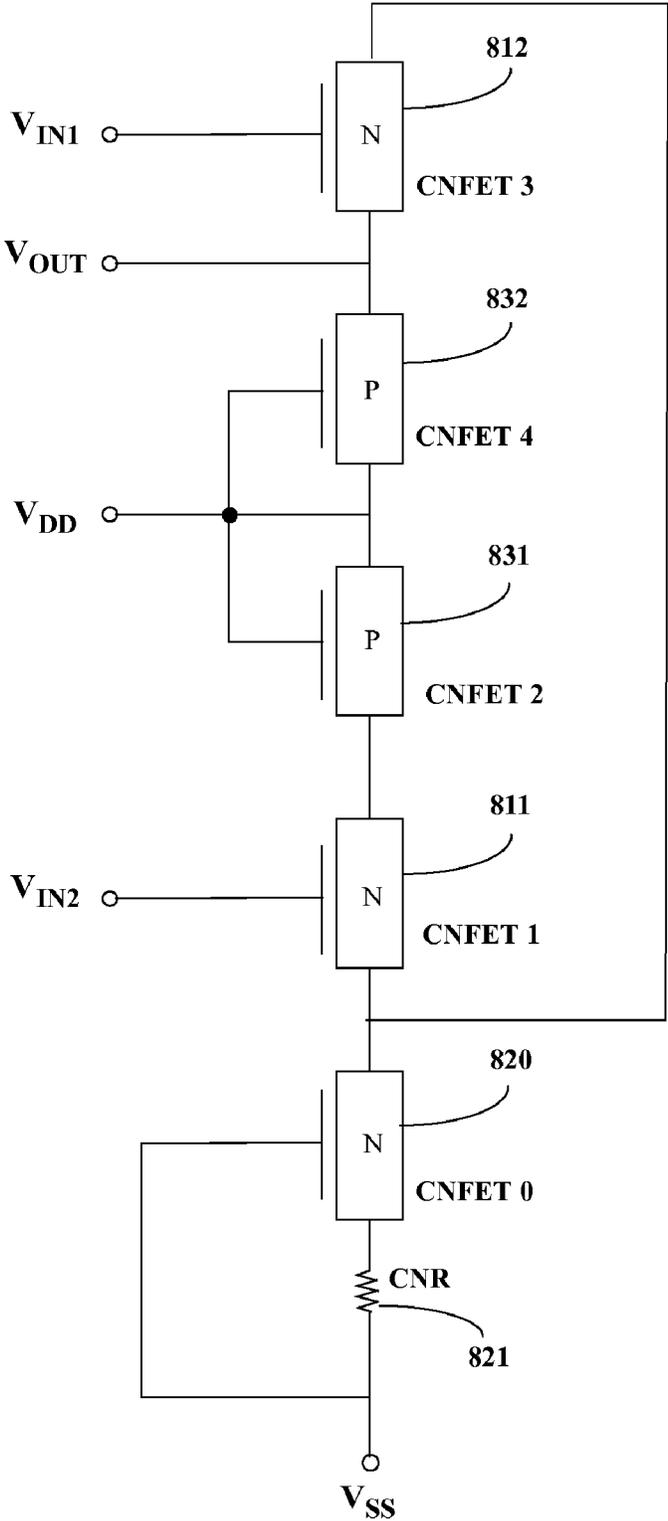 812
VIN1
N
CNFET 3
VOUT
832
P
CNFET 4
VDD
831
P
CNFET 2
811
VIN2
N
CNFET 1
820
N
CNFET 0
CNR
821
VSS